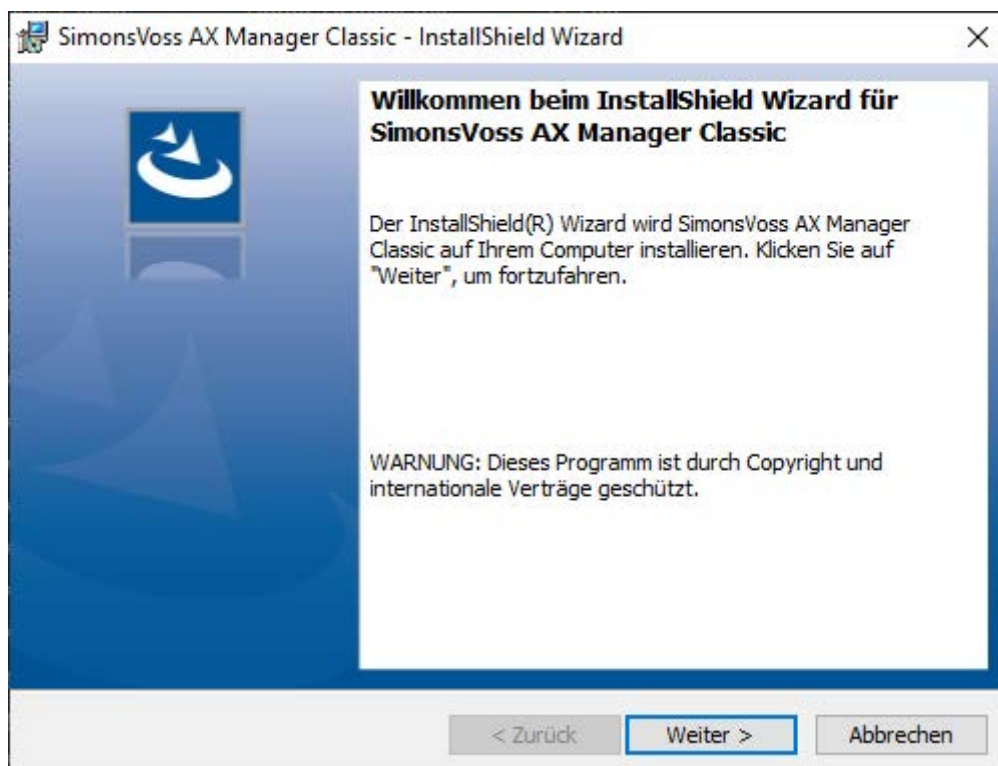 SimonsVoss AX Manager Classic - InstallShield Wizard
Willkommen beim InstallShield Wizard für
SimonsVoss AX Manager Classic
Der InstallShield(R) Wizard wird SimonsVoss AX Manager
Classic auf Ihrem Computer installieren. Klicken Sie auf
"Weiter", um fortzufahren.
WARNUNG: Dieses Programm ist durch Copyright und
internationale Verträge geschützt.
< Zurück Weiter > Abbrechen